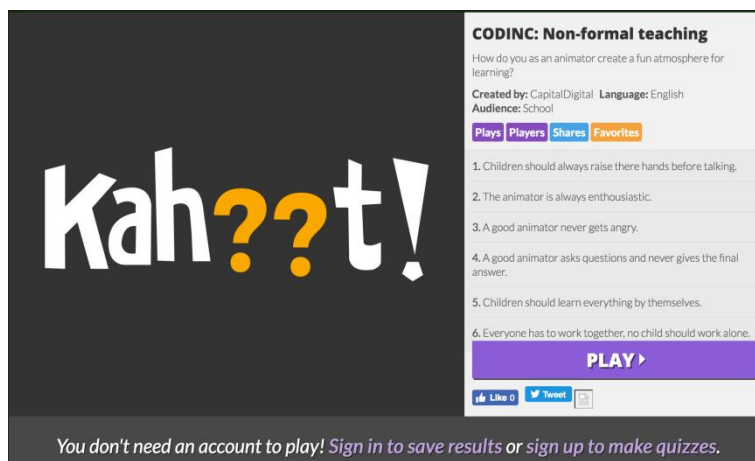 Kah??t!
CODINC: Non-formal teaching
How do you as an animator create a fun atmosphere for
learning?
Created by: CapitalDigital Language: English
Audience: School
Plays Players Shares Favorites
1. Children should always raise there hands before talking.
2. The animator is always enthousiastic.
3. A good animator never gets angry.
4. A good animator asks questions and never gives the final
answer.
5. Children should learn everything by themselves.
6. Everyone has to work together, no child should work alone.
PLAY
Like 0 Tweet
You don't need an account to play! Sign in to save results or sign up to make quizzes.